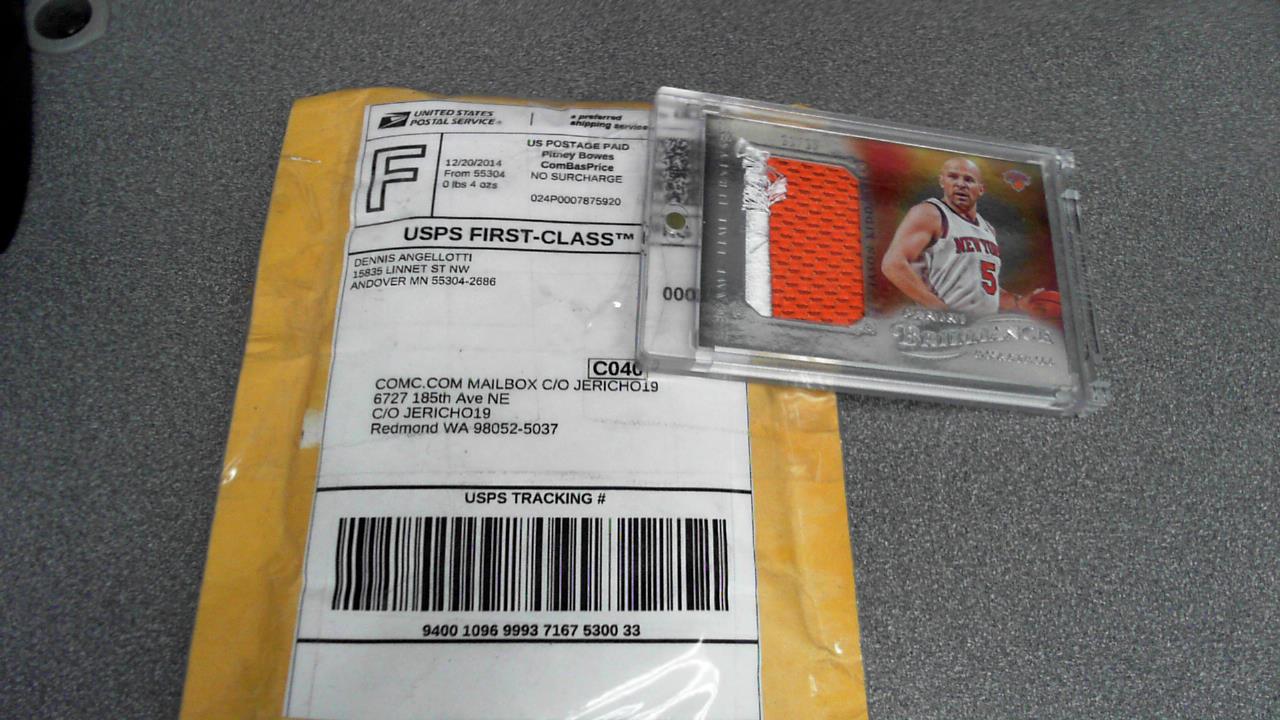 UNITED STATES
POSTAL SERVICE®
a preferred
shipping service
F
12/20/2014
From 55304
0 lbs 4 ozs
US POSTAGE PAID
Pitney Bowes
ComBasPrice
NO SURCHARGE
024P0007875920
USPS FIRST-CLASS™
DENNIS ANGELLOTTI
15835 LINNET ST NW
ANDOVER MN 55304-2686
000
C040
COMC.COM MAILBOX C/O JERICHO19
6727 185th Ave NE
C/O JERICHO19
Redmond WA 98052-5037
USPS TRACKING #
9400 1096 9993 7167 5300 33
NEW YORK
5
PANINI
BRILLIANCE